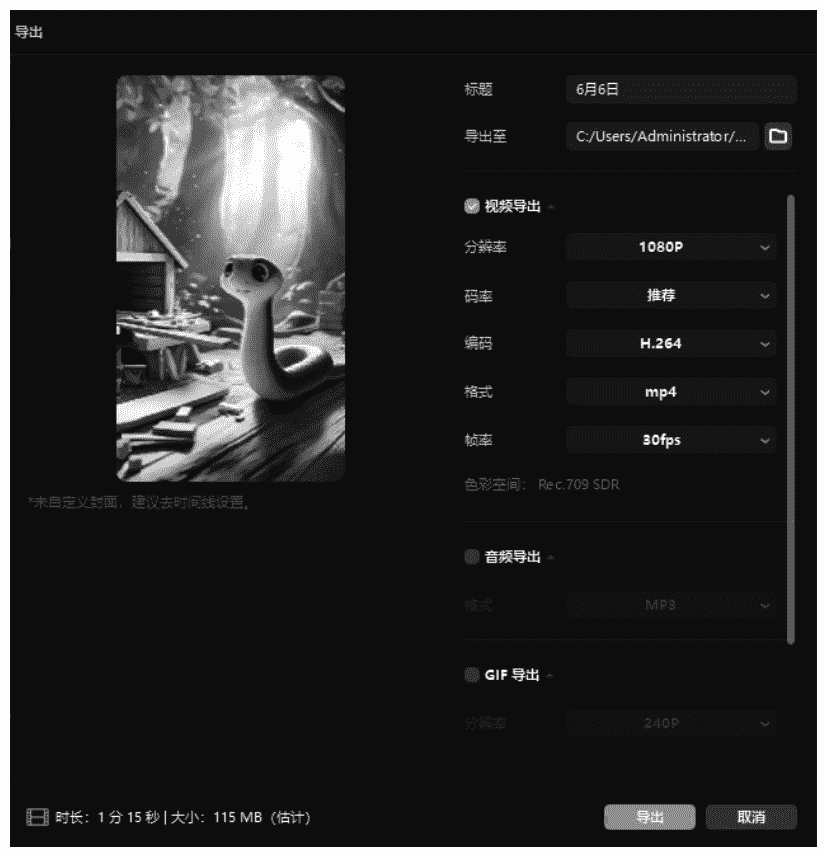 导出
标题 6月6日
导出至 C:/Users/Administrator/...
视频导出
分辨率 1080P
码率 推荐
编码 H.264
格式 mp4
帧率 30fps
色彩空间： Rec.709 SDR
*未自定义封面，建议去时间线设置。
音频导出
格式 MP3
GIF 导出
分辨率 240P
时长：1 分 15 秒 | 大小：115 MB（估计）
导出 取消